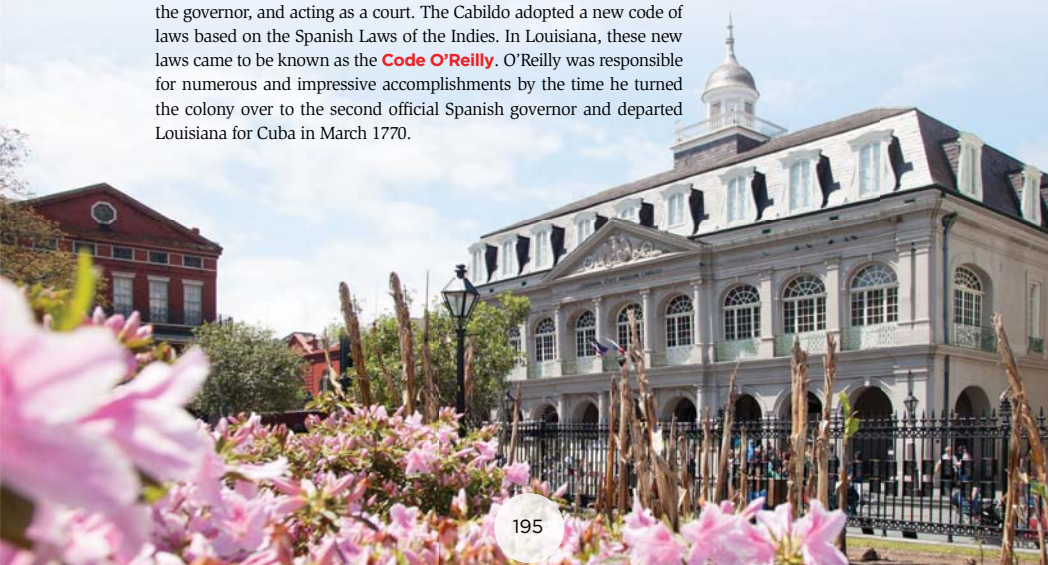 the governor, and acting as a court. The Cabildo adopted a new code of
laws based on the Spanish Laws of the Indies. In Louisiana, these new
laws came to be known as the Code O’Reilly. O’Reilly was responsible
for numerous and impressive accomplishments by the time he turned
the colony over to the second official Spanish governor and departed
Louisiana for Cuba in March 1770.
195